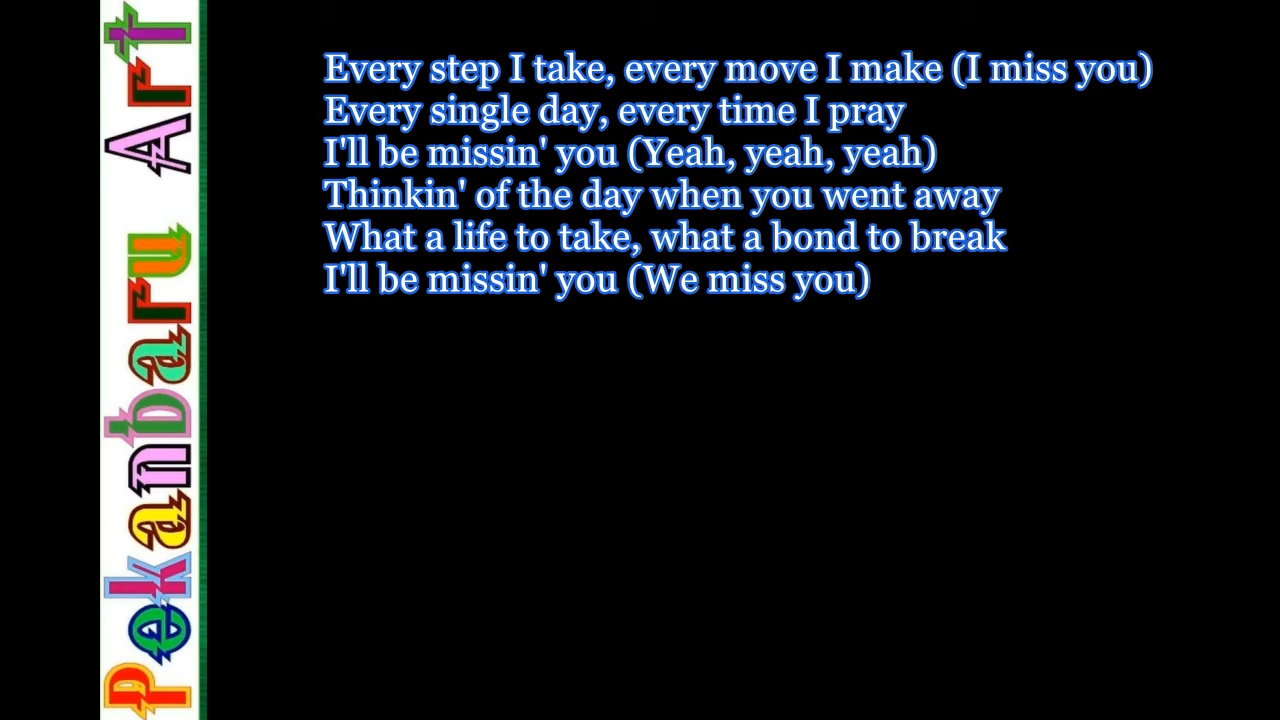 Pekanbaru Art
Every step I take, every move I make (I miss you)
Every single day, every time I pray
I'll be missin' you (Yeah, yeah, yeah)
Thinkin' of the day when you went away
What a life to take, what a bond to break
I'll be missin' you (We miss you)